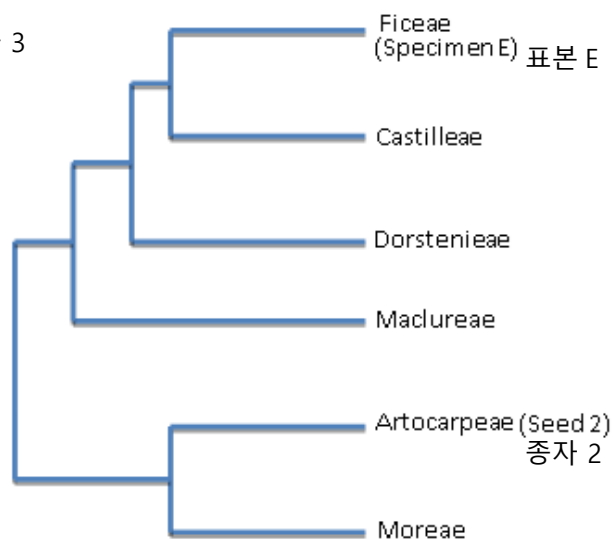 3
Ficeae
(Specimen E) 표본 E
Castilleae
Dorstenieae
Maclureae
Artocarpeae (Seed 2)
종자 2
Moreae